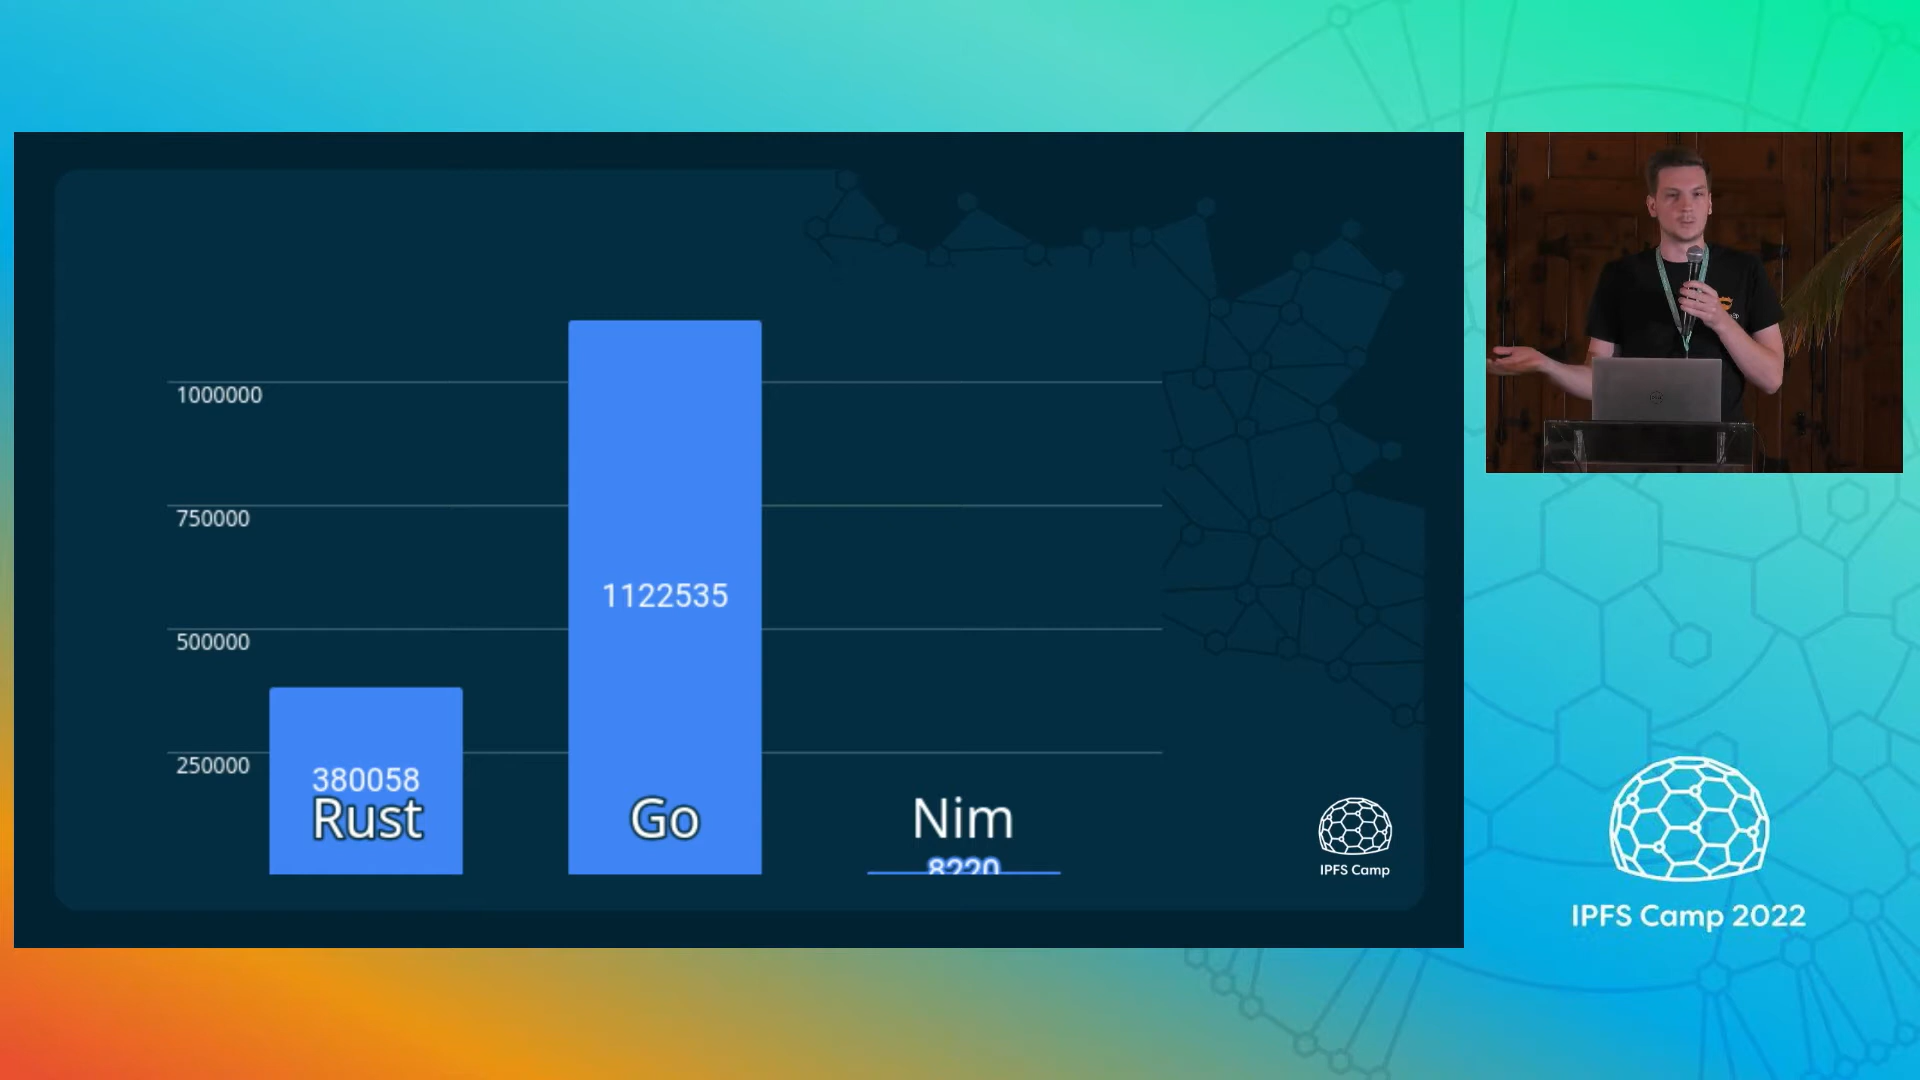 1000000
750000
500000
250000
380058
Rust
1122535
Go
Nim
8220
IPFS Camp
IPFS Camp 2022